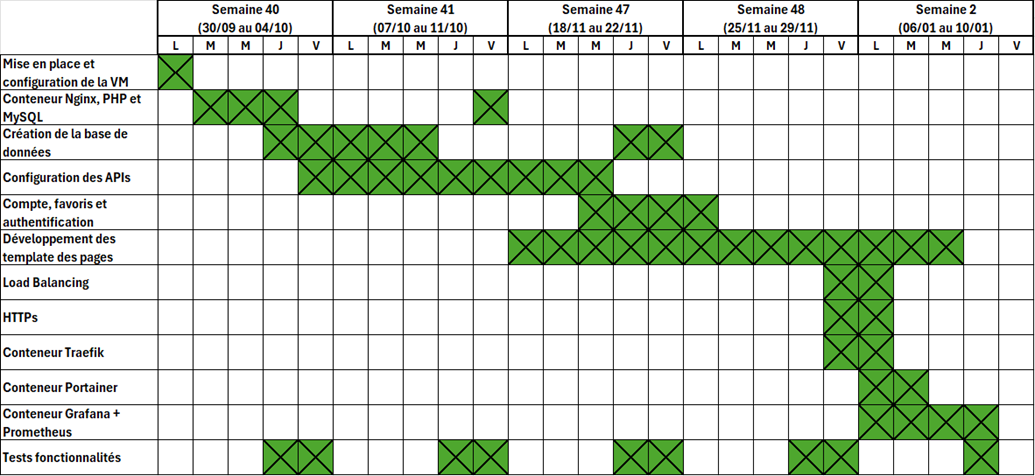 Semaine 40
(30/09 au 04/10)
Semaine 41
(07/10 au 11/10)
Semaine 47
(18/11 au 22/11)
Semaine 48
(25/11 au 29/11)
Semaine 2
(06/01 au 10/01)
L M M J V L M M J V L M M J V L M M J V L M M J V
Mise en place et
configuration de la VM
Conteneur Nginx, PHP et
MySQL
Création de la base de
données
Configuration des APIs
Compte, favoris et
authentification
Développement des
template des pages
Load Balancing
HTTPs
Conteneur Traefik
Conteneur Portainer
Conteneur Grafana +
Prometheus
Tests fonctionnalités